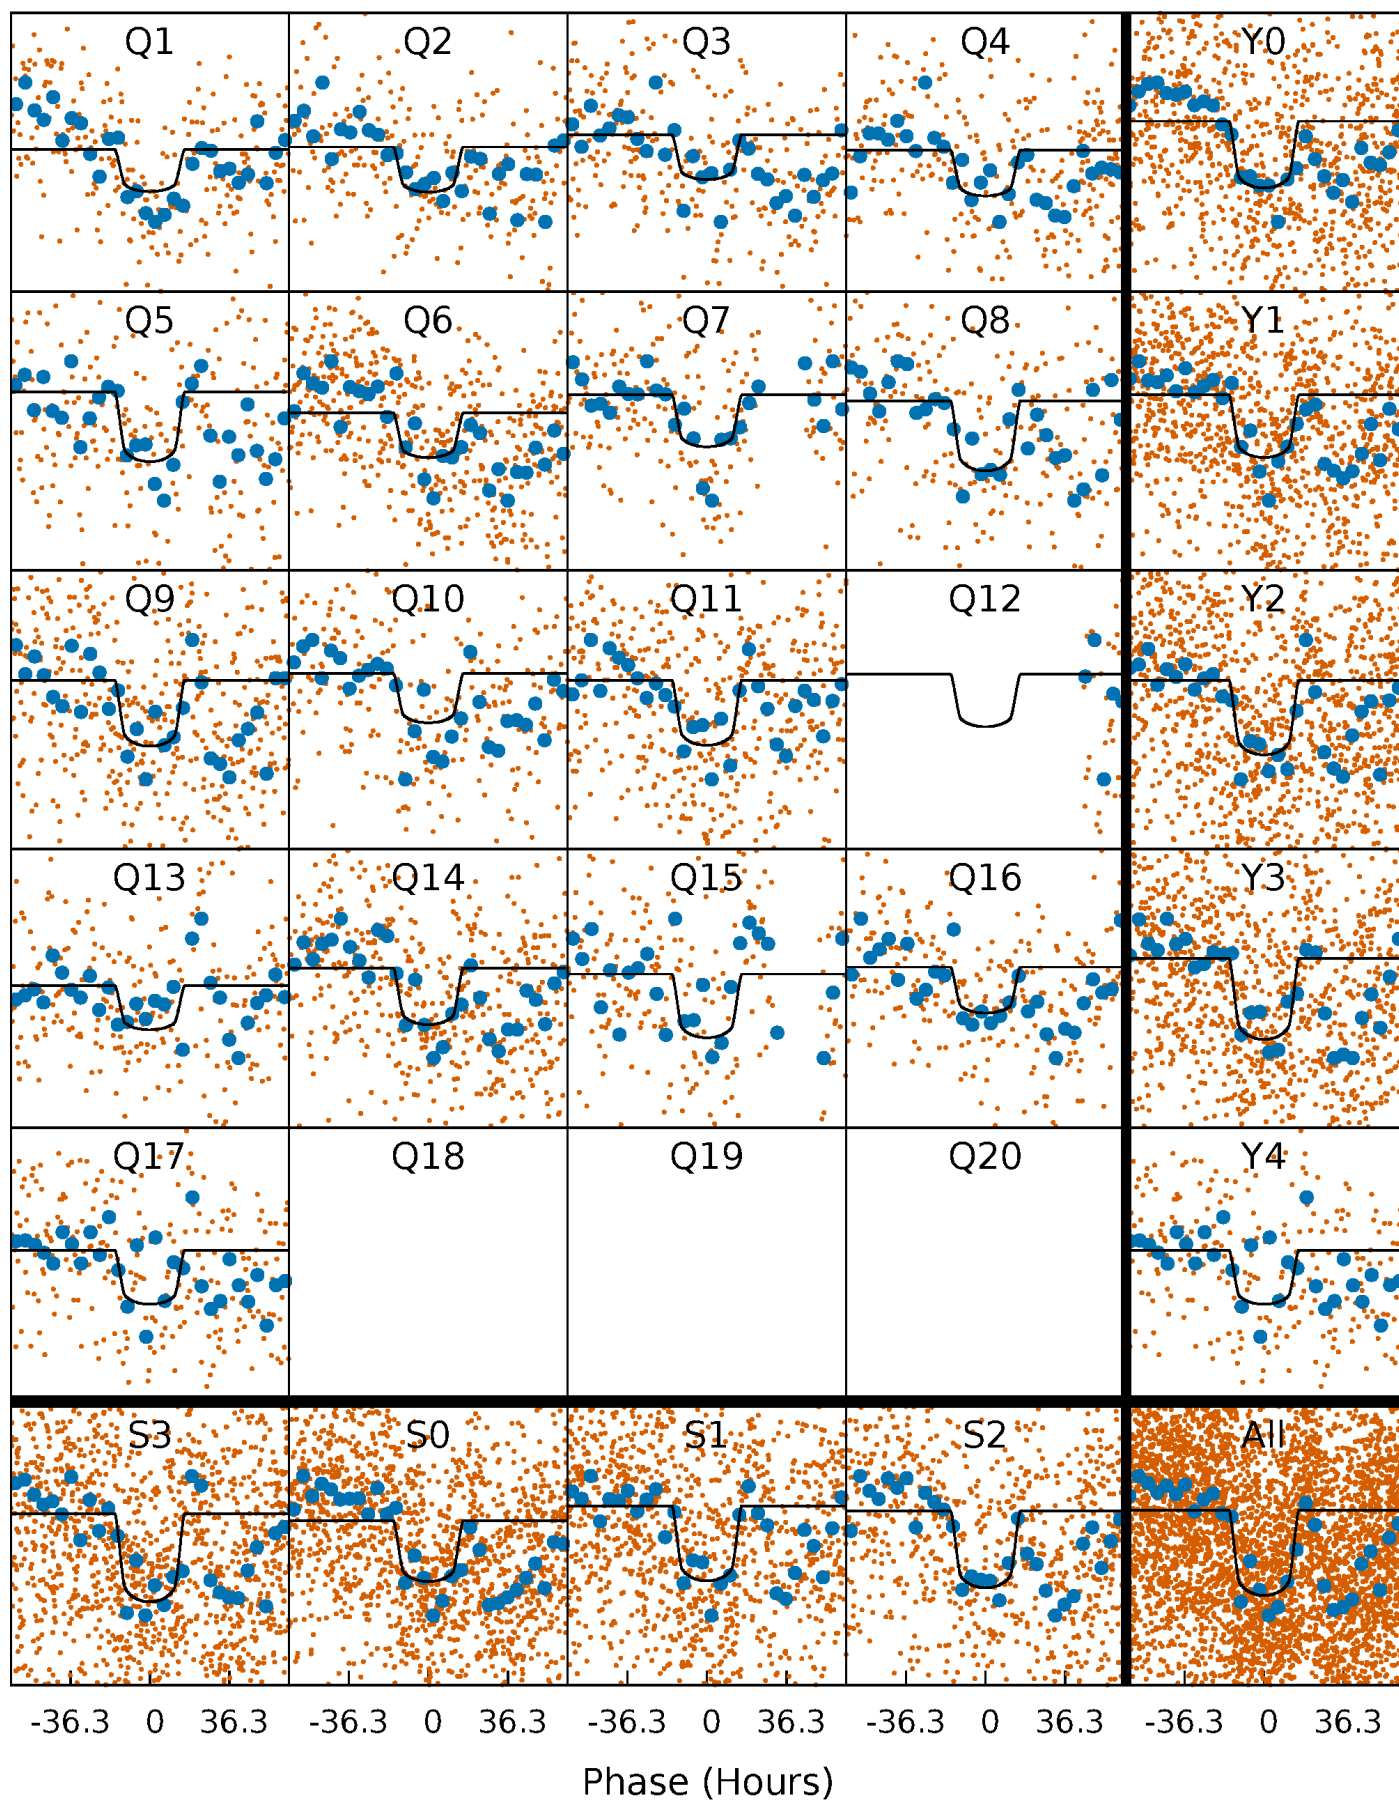 Q1 Q2 Q3 Q4 Y0
Q5 Q6 Q7 Q8 Y1
Q9 Q10 Q11 Q12 Y2
Q13 Q14 Q15 Q16 Y3
Q17 Q18 Q19 Q20 Y4
S3 S0 S1 S2 All
-36.3 0 36.3 -36.3 0 36.3 -36.3 0 36.3 -36.3 0 36.3 -36.3 0 36.3
Phase (Hours)